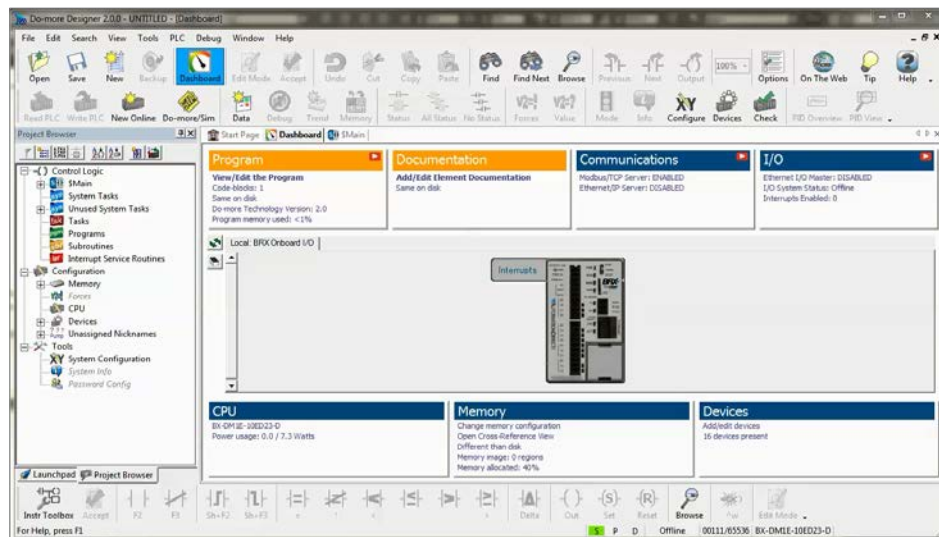 Do-more Designer 2.0.0 - UNTITLED - [Dashboard]
File Edit Search View Tools PLC Debug Window Help
Open Save New Backup Dashboard Edit Mode Accept Undo Cut Copy Paste Find Find Next Browse Previous Next Output 100% Options On The Web Tip Help
Read PLC Write PLC New Online Do-more/Sim Data Debug Trend Memory Status All Status No Status Forces Value Mode Info Configure Devices Check PID Overview PID View
Project Browser
Start Page Dashboard $Main
Control Logic
$Main
System Tasks
Unused System Tasks
Tasks
Programs
Subroutines
Interrupt Service Routines
Configuration
Memory
Forces
CPU
Devices
Unassigned Nicknames
Tools
System Configuration
System Info
Password Config
Launchpad Project Browser
Program
View/Edit the Program
Code-blocks: 1
Same on disk
Do-more Technology Version: 2.0
Program memory used: <1%
Documentation
Add/Edit Element Documentation
Same on disk
Communications
Modbus/TCP Server: ENABLED
Ethernet/IP Server: DISABLED
I/O
Ethernet I/O Master: DISABLED
I/O System Status: Offline
Interrupts Enabled: 0
Local: BRX Onboard I/O
Interrupts
BRX
CPU
BX-DM1E-10ED23-D
Power usage: 0.0 / 7.3 Watts
Memory
Change memory configuration
Open Cross-Reference View
Different than disk
Memory image: 0 regions
Memory allocated: 40%
Devices
Add/edit devices
16 devices present
Instr Toolbox Accept F2 F3 Sh+F2 Sh+F3 = < > Delta Out Set Reset Browse ^w Edit Mode
For Help, press F1
S P D Offline 00111/65536 BX-DM1E-10ED23-D